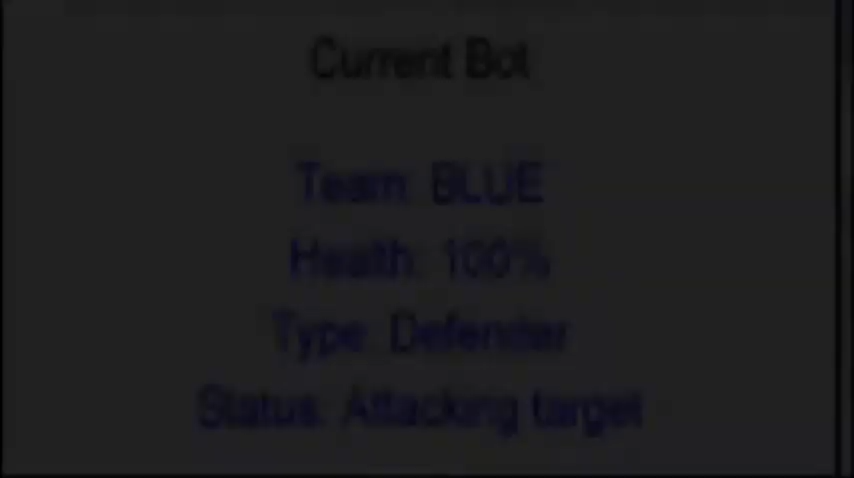 Current Bot
Team: BLUE
Health: 100%
Type: Defender
Status: Attacking target